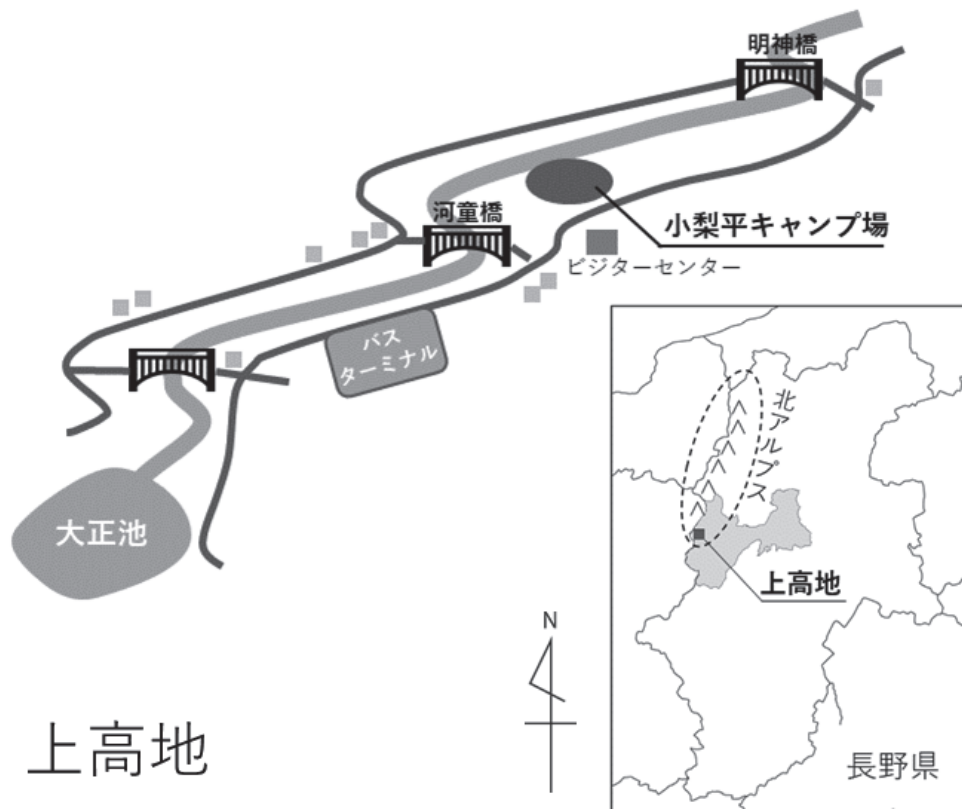 明神橋
河童橋
小梨平キャンプ場
ビジターセンター
バス
ターミナル
大正池
北アルプス
上高地
N
上高地
長野県